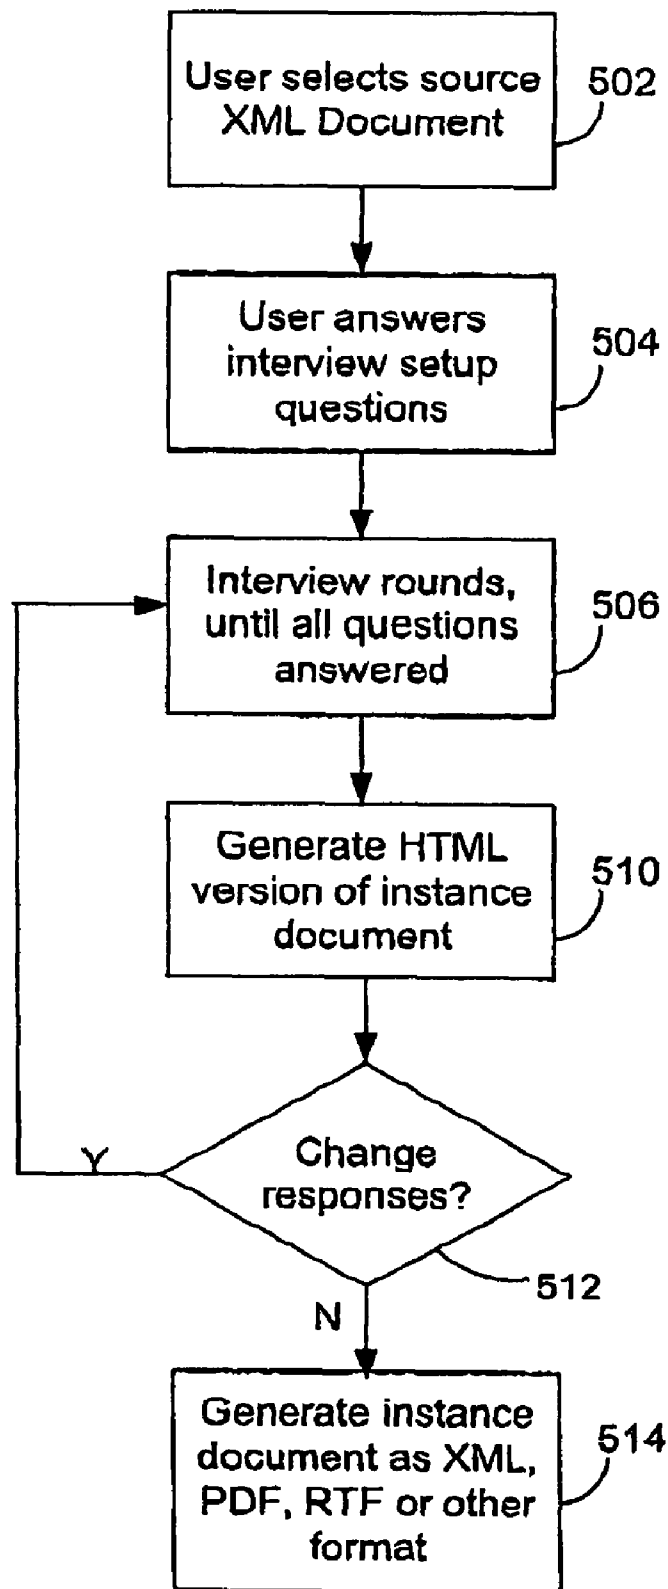 User selects source
XML Document
502
User answers
interview setup
questions
504
Interview rounds,
until all questions
answered
506
Generate HTML
version of instance
document
510
Change
responses?
512
Y
N
Generate instance
document as XML,
PDF, RTF or other
format
514